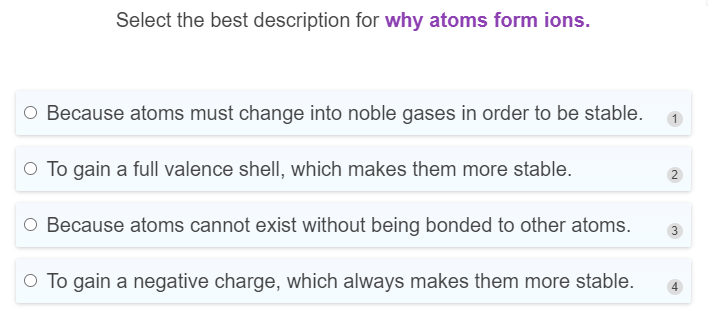 Select the best description for why atoms form ions.
Because atoms must change into noble gases in order to be stable. 1
To gain a full valence shell, which makes them more stable. 2
Because atoms cannot exist without being bonded to other atoms. 3
To gain a negative charge, which always makes them more stable. 4